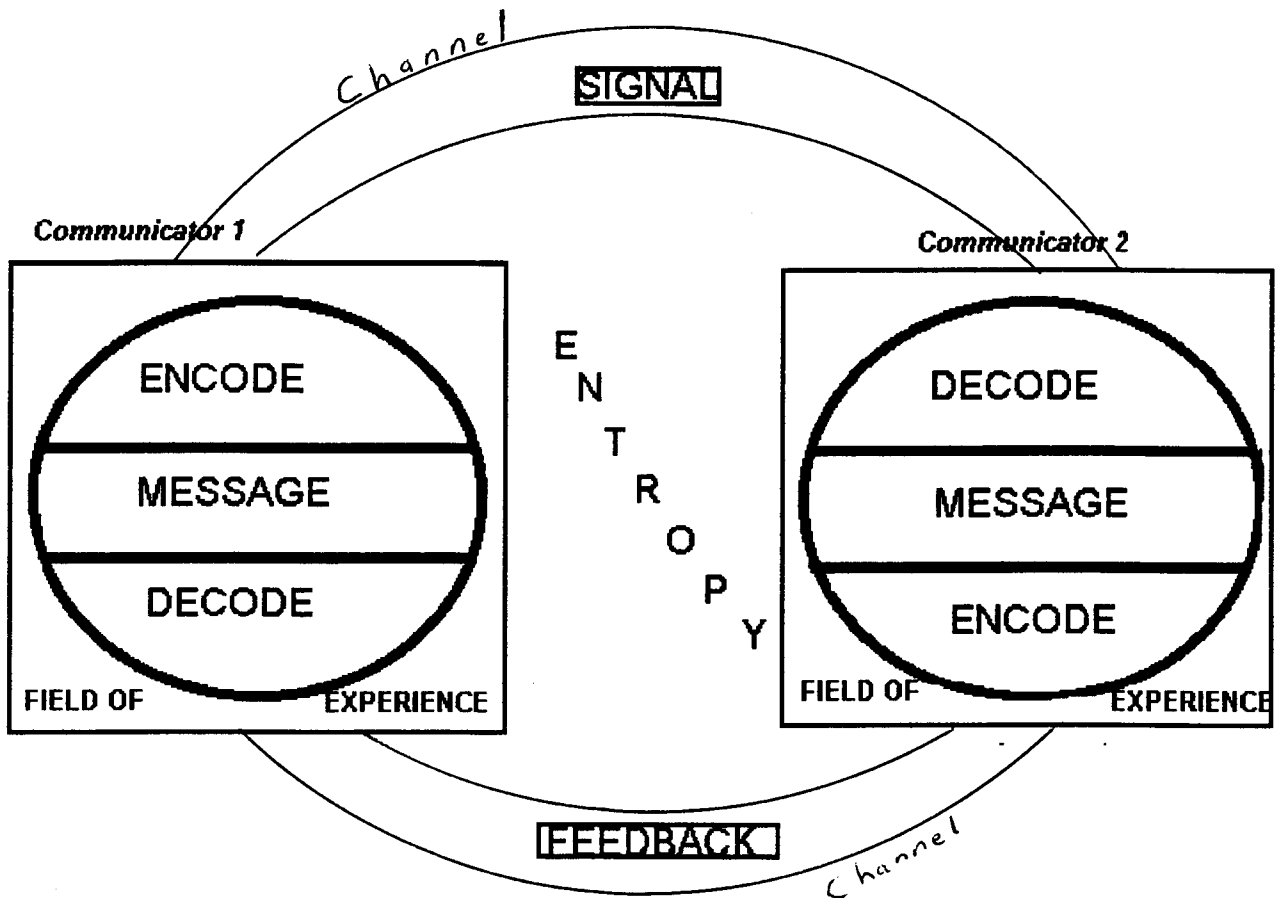 Channel
SIGNAL
Communicator 1
Communicator 2
ENCODE
MESSAGE
DECODE
FIELD OF EXPERIENCE
ENTROPY
DECODE
MESSAGE
ENCODE
FIELD OF EXPERIENCE
FEEDBACK
Channel